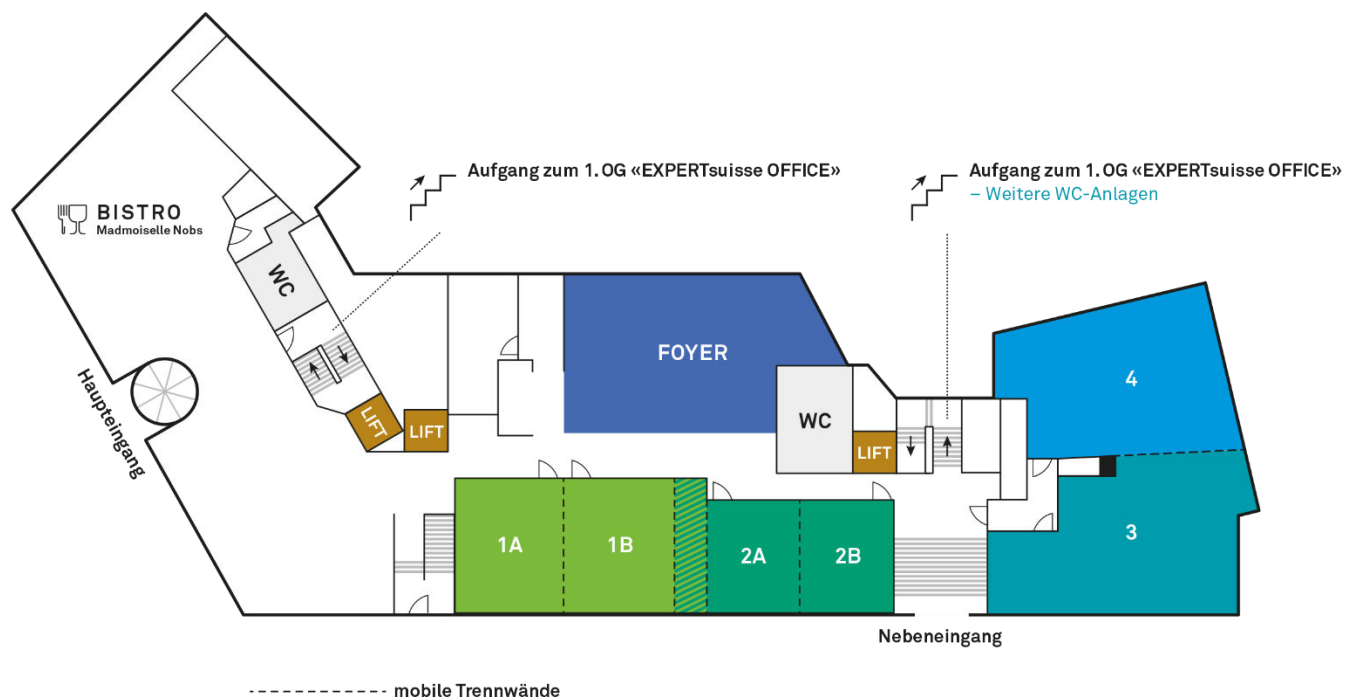 Aufgang zum 1. OG «EXPERTsuisse OFFICE»
Aufgang zum 1. OG «EXPERTsuisse OFFICE»
– Weitere WC-Anlagen
BISTRO
Madmoiselle Nobs
WC
FOYER
4
Haupteingang
LIFT
LIFT
WC
LIFT
1A
1B
2A
2B
3
Nebeneingang
mobile Trennwände